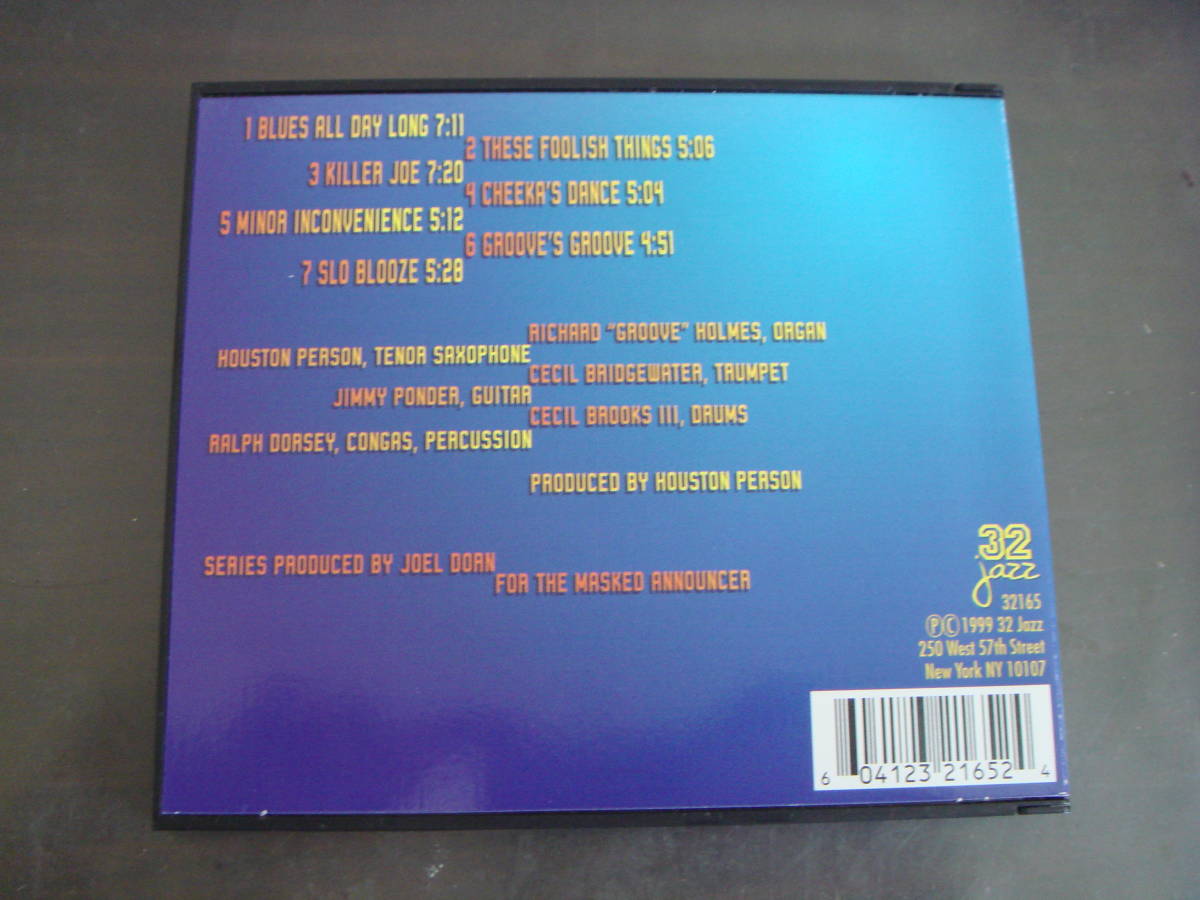 1 BLUES ALL DAY LONG 7:11
2 THESE FOOLISH THINGS 5:06
3 KILLER JOE 7:20
4 CHEEKA'S DANCE 5:04
5 MINOR INCONVENIENCE 5:12
6 GROOVE'S GROOVE 4:51
7 SLO BLOOZE 5:28
RICHARD "GROOVE" HOLMES, ORGAN
HOUSTON PERSON, TENOR SAXOPHONE
CECIL BRIDGEWATER, TRUMPET
JIMMY PONDER, GUITAR
CECIL BROOKS III, DRUMS
RALPH DORSEY, CONGAS, PERCUSSION
PRODUCED BY HOUSTON PERSON
SERIES PRODUCED BY JOEL DORN
FOR THE MASKED ANNOUNCER
32
jazz
32165
℗© 1999 32 Jazz
250 West 57th Street
New York NY 10107
6 04123 21652 4